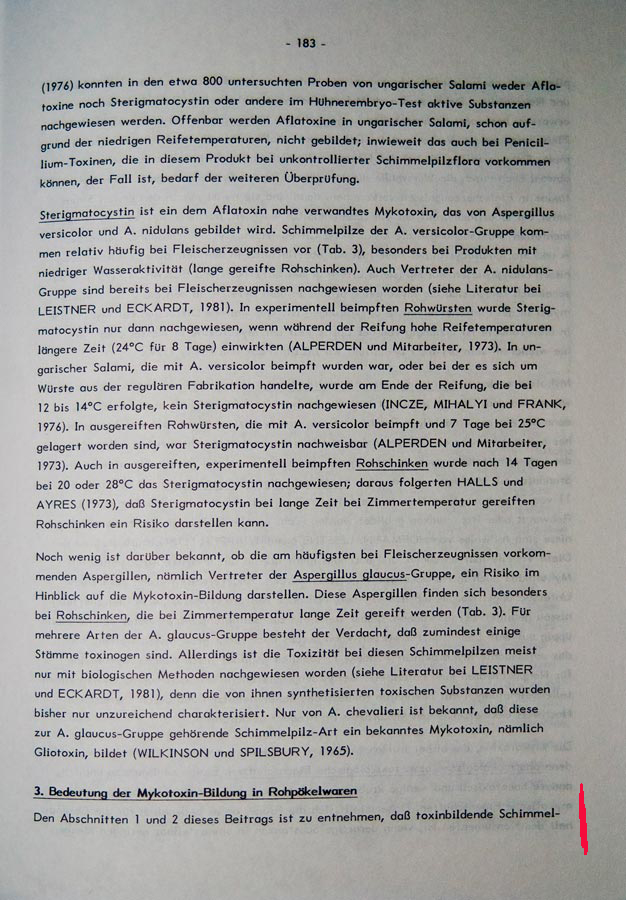 - 183 -
(1976) konnten in den etwa 800 untersuchten Proben von ungarischer Salami weder Afla-
toxine noch Sterigmatocystin oder andere im Hühnerembryo-Test aktive Substanzen
nachgewiesen werden. Offenbar werden Aflatoxine in ungarischer Salami, schon auf-
grund der niedrigen Reifetemperaturen, nicht gebildet; inwieweit das auch bei Penicil-
lium-Toxinen, die in diesem Produkt bei unkontrollierter Schimmelpilzflora vorkommen
können, der Fall ist, bedarf der weiteren Überprüfung.
Sterigmatocystin ist ein dem Aflatoxin nahe verwandtes Mykotoxin, das von Aspergillus
versicolor und A. nidulans gebildet wird. Schimmelpilze der A. versicolor-Gruppe kom-
men relativ häufig bei Fleischerzeugnissen vor (Tab. 3), besonders bei Produkten mit
niedriger Wasseraktivität (lange gereifte Rohschinken). Auch Vertreter der A. nidulans-
Gruppe sind bereits bei Fleischerzeugnissen nachgewiesen worden (siehe Literatur bei
LEISTNER und ECKARDT, 1981). In experimentell beimpften Rohwürsten wurde Sterig-
matocystin nur dann nachgewiesen, wenn während der Reifung hohe Reifetemperaturen
längere Zeit (24°C für 8 Tage) einwirkten (ALPERDEN und Mitarbeiter, 1973). In un-
garischer Salami, die mit A. versicolor beimpft wurden war, oder bei der es sich um
Würste aus der regulären Fabrikation handelte, wurde am Ende der Reifung, die bei
12 bis 14°C erfolgte, kein Sterigmatocystin nachgewiesen (INCZE, MIHALYI und FRANK,
1976). In ausgereiften Rohwürsten, die mit A. versicolor beimpft und 7 Tage bei 25°C
gelagert worden sind, war Sterigmatocystin nachweisbar (ALPERDEN und Mitarbeiter,
1973). Auch in ausgereiften, experimentell beimpften Rohschinken wurde nach 14 Tagen
bei 20 oder 28°C das Sterigmatocystin nachgewiesen; daraus folgerten HALLS und
AYRES (1973), daß Sterigmatocystin bei lange Zeit bei Zimmertemperatur gereiften
Rohschinken ein Risiko darstellen kann.
Noch wenig ist darüber bekannt, ob die am häufigsten bei Fleischerzeugnissen vorkom-
menden Aspergillen, nämlich Vertreter der Aspergillus glaucus-Gruppe, ein Risiko im
Hinblick auf die Mykotoxin-Bildung darstellen. Diese Aspergillen finden sich besonders
bei Rohschinken, die bei Zimmertemperatur lange Zeit gereift werden (Tab. 3). Für
mehrere Arten der A. glaucus-Gruppe besteht der Verdacht, daß zumindest einige
Stämme toxinogen sind. Allerdings ist die Toxizität bei diesen Schimmelpilzen meist
nur mit biologischen Methoden nachgewiesen worden (siehe Literatur bei LEISTNER
und ECKARDT, 1981), denn die von ihnen synthetisierten toxischen Substanzen wurden
bisher nur unzureichend charakterisiert. Nur von A. chevalieri ist bekannt, daß diese
zur A. glaucus-Gruppe gehörende Schimmelpilz-Art ein bekanntes Mykotoxin, nämlich
Gliotoxin, bildet (WILKINSON und SPILSBURY, 1965).
3. Bedeutung der Mykotoxin-Bildung in Rohpökelwaren
Den Abschnitten 1 und 2 dieses Beitrags ist zu entnehmen, daß toxinbildende Schimmel-